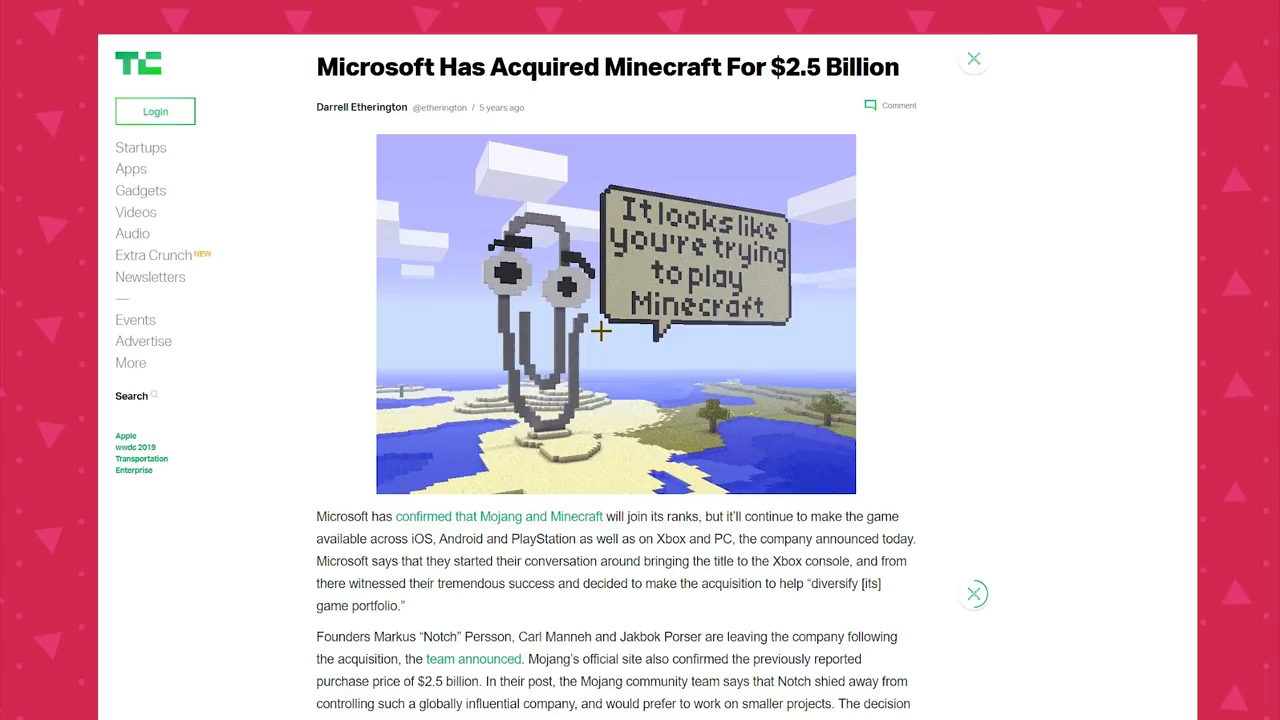 TC
Login
Startups
Apps
Gadgets
Videos
Audio
Extra Crunch NEW
Newsletters
—
Events
Advertise
More
Search
Apple
wwdc 2019
Transportation
Enterprise
Microsoft Has Acquired Minecraft For $2.5 Billion
Darrell Etherington @etherington / 5 years ago
Comment
It looks like
you're trying
to play
Minecraft
Microsoft has confirmed that Mojang and Minecraft will join its ranks, but it’ll continue to make the game
available across iOS, Android and PlayStation as well as on Xbox and PC, the company announced today.
Microsoft says that they started their conversation around bringing the title to the Xbox console, and from
there witnessed their tremendous success and decided to make the acquisition to help “diversify [its]
game portfolio.”
Founders Markus “Notch” Persson, Carl Manneh and Jakbok Porser are leaving the company following
the acquisition, the team announced. Mojang’s official site also confirmed the previously reported
purchase price of $2.5 billion. In their post, the Mojang community team says that Notch shied away from
controlling such a globally influential company, and would prefer to work on smaller projects. The decision